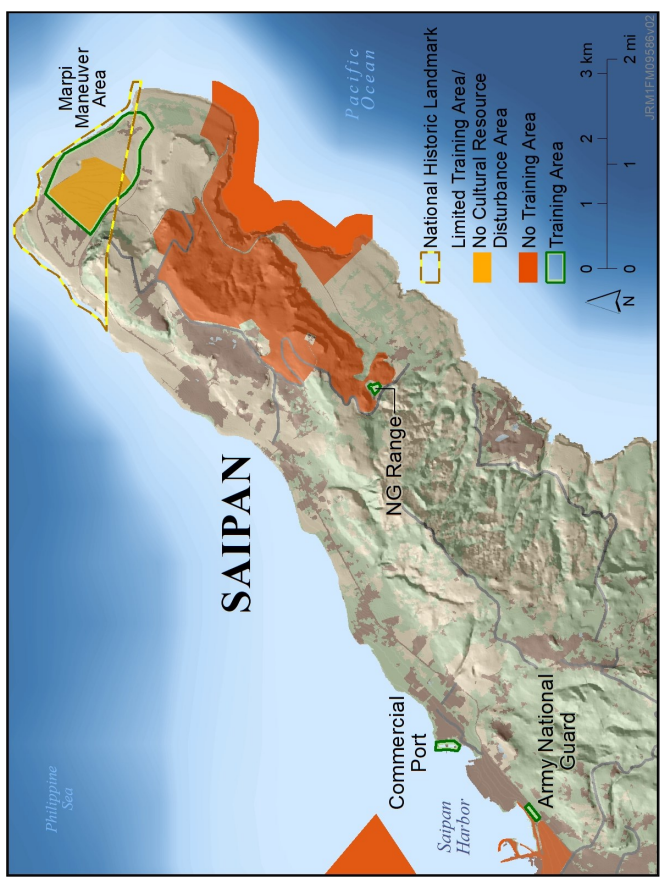 Philippine
Sea
SAIPAN
Marpi
Maneuver
Area
Pacific
Ocean
Commercial
Port
Saipan
Harbor
Army National
Guard
NG Range
National Historic Landmark
Limited Training Area/
No Cultural Resource
Disturbance Area
No Training Area
Training Area
N
0 1 2 3 km
0 1 2 mi
JRM1FM09586v02